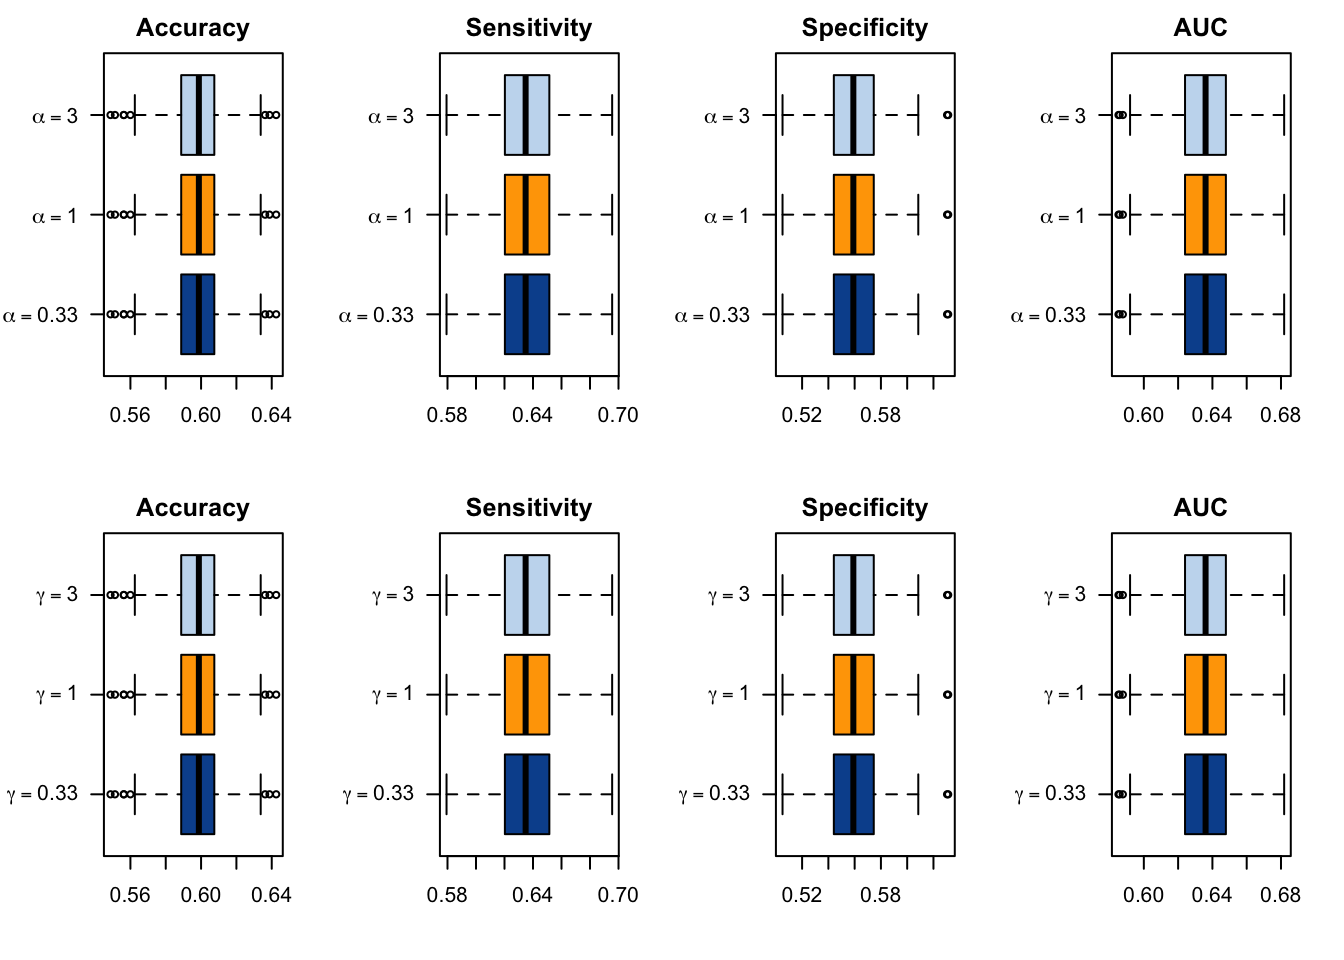 Accuracy Sensitivity Specificity AUC
α = 3 α = 3 α = 3 α = 3
α = 1 α = 1 α = 1 α = 1
α = 0.33 α = 0.33 α = 0.33 α = 0.33
0.56 0.60 0.64 0.58 0.64 0.70 0.52 0.58 0.60 0.64 0.68
Accuracy Sensitivity Specificity AUC
γ = 3 γ = 3 γ = 3 γ = 3
γ = 1 γ = 1 γ = 1 γ = 1
γ = 0.33 γ = 0.33 γ = 0.33 γ = 0.33
0.56 0.60 0.64 0.58 0.64 0.70 0.52 0.58 0.60 0.64 0.68